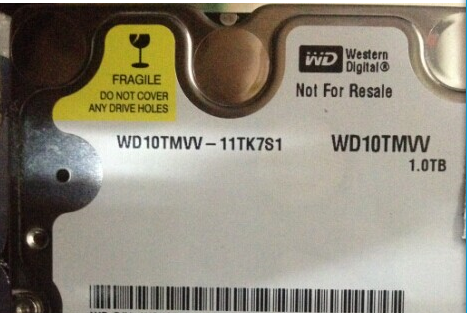 WD Western
Digital®
Not For Resale
FRAGILE
DO NOT COVER
ANY DRIVE HOLES
WD10TMVV-11TK7S1
WD10TMVV
1.0TB